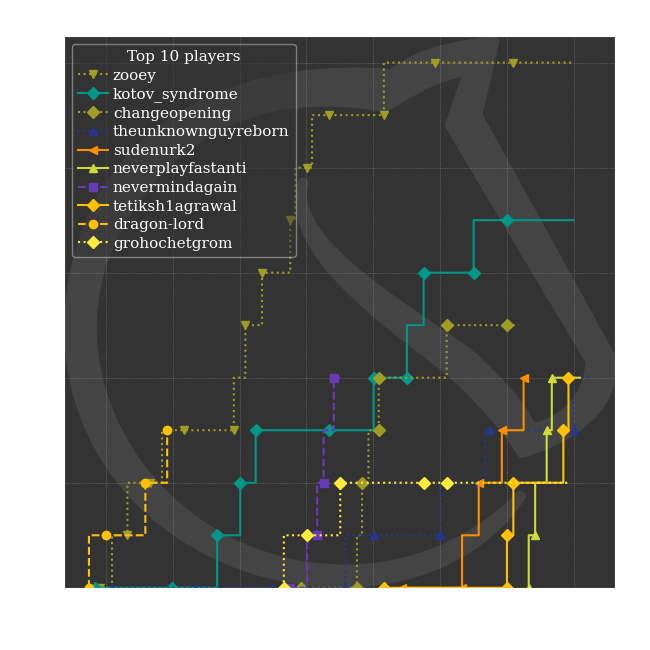 Top 10 players
zooey
kotov_syndrome
changeopening
theunknownguyreborn
sudenurk2
neverplayfastanti
nevermindagain
tetiksh1agrawal
dragon-lord
grohochetgrom